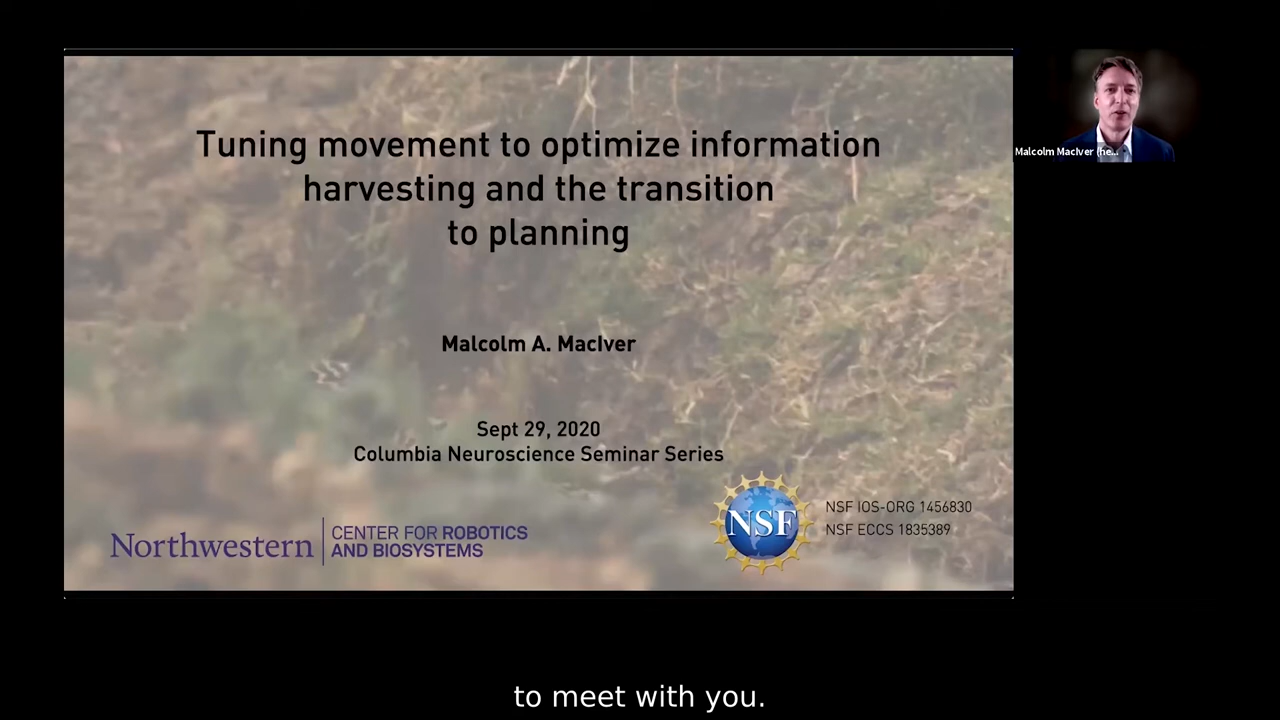 Tuning movement to optimize information
harvesting and the transition
to planning
Malcolm A. MacIver
Sept 29, 2020
Columbia Neuroscience Seminar Series
Northwestern
CENTER FOR ROBOTICS
AND BIOSYSTEMS
NSF
NSF IOS-ORG 1456830
NSF ECCS 1835389
Malcolm MacIver (he...
to meet with you.